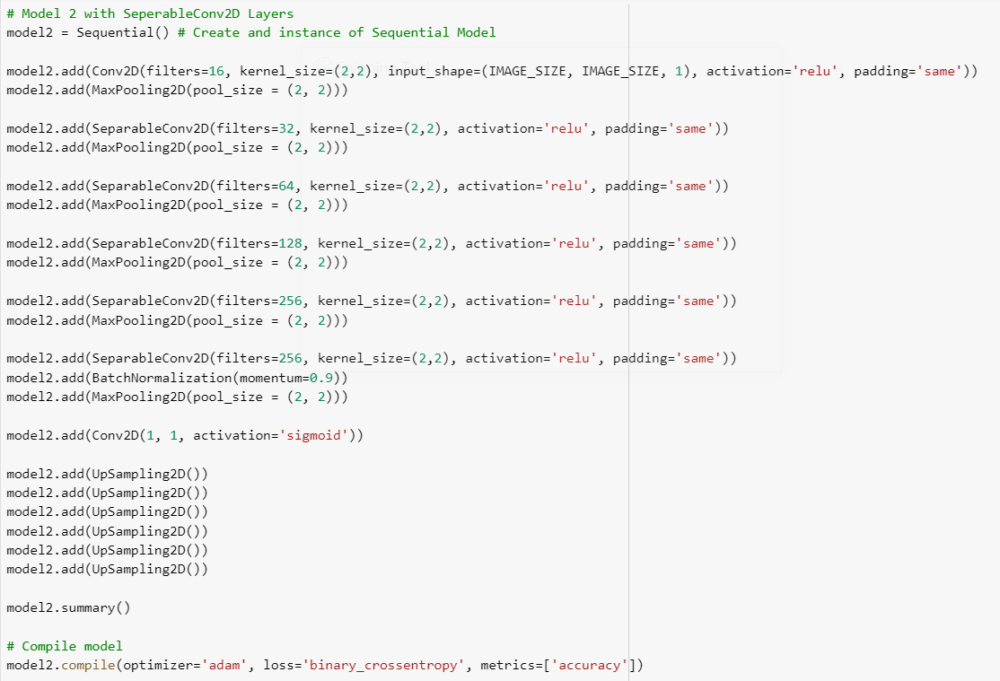 # Model 2 with SeperableConv2D Layers
model2 = Sequential() # Create and instance of Sequential Model
model2.add(Conv2D(filters=16, kernel_size=(2,2), input_shape=(IMAGE_SIZE, IMAGE_SIZE, 1), activation='relu', padding='same'))
model2.add(MaxPooling2D(pool_size = (2, 2)))
model2.add(SeparableConv2D(filters=32, kernel_size=(2,2), activation='relu', padding='same'))
model2.add(MaxPooling2D(pool_size = (2, 2)))
model2.add(SeparableConv2D(filters=64, kernel_size=(2,2), activation='relu', padding='same'))
model2.add(MaxPooling2D(pool_size = (2, 2)))
model2.add(SeparableConv2D(filters=128, kernel_size=(2,2), activation='relu', padding='same'))
model2.add(MaxPooling2D(pool_size = (2, 2)))
model2.add(SeparableConv2D(filters=256, kernel_size=(2,2), activation='relu', padding='same'))
model2.add(MaxPooling2D(pool_size = (2, 2)))
model2.add(SeparableConv2D(filters=256, kernel_size=(2,2), activation='relu', padding='same'))
model2.add(BatchNormalization(momentum=0.9))
model2.add(MaxPooling2D(pool_size = (2, 2)))
model2.add(Conv2D(1, 1, activation='sigmoid'))
model2.add(UpSampling2D())
model2.add(UpSampling2D())
model2.add(UpSampling2D())
model2.add(UpSampling2D())
model2.add(UpSampling2D())
model2.add(UpSampling2D())
model2.summary()
# Compile model
model2.compile(optimizer='adam', loss='binary_crossentropy', metrics=['accuracy'])